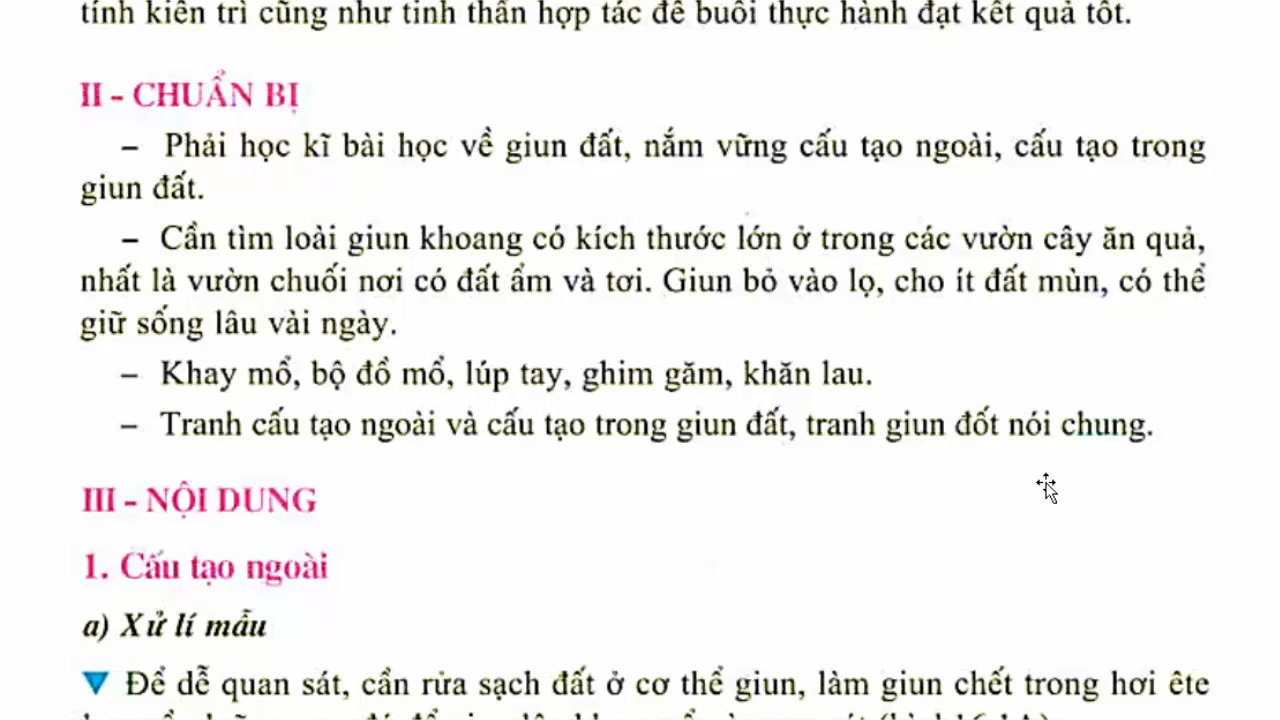 tính kiên trì cũng như tinh thần hợp tác để buổi thực hành đạt kết quả tốt.
II - CHUẨN BỊ
– Phải học kĩ bài học về giun đất, nắm vững cấu tạo ngoài, cấu tạo trong
giun đất.
– Cần tìm loài giun khoang có kích thước lớn ở trong các vườn cây ăn quả,
nhất là vườn chuối nơi có đất ẩm và tơi. Giun bỏ vào lọ, cho ít đất mùn, có thể
giữ sống lâu vài ngày.
– Khay mổ, bộ đồ mổ, lúp tay, ghim găm, khăn lau.
– Tranh cấu tạo ngoài và cấu tạo trong giun đất, tranh giun đốt nói chung.
III - NỘI DUNG
1. Cấu tạo ngoài
a) Xử lí mẫu
▼ Để dễ quan sát, cần rửa sạch đất ở cơ thể giun, làm giun chết trong hơi ête